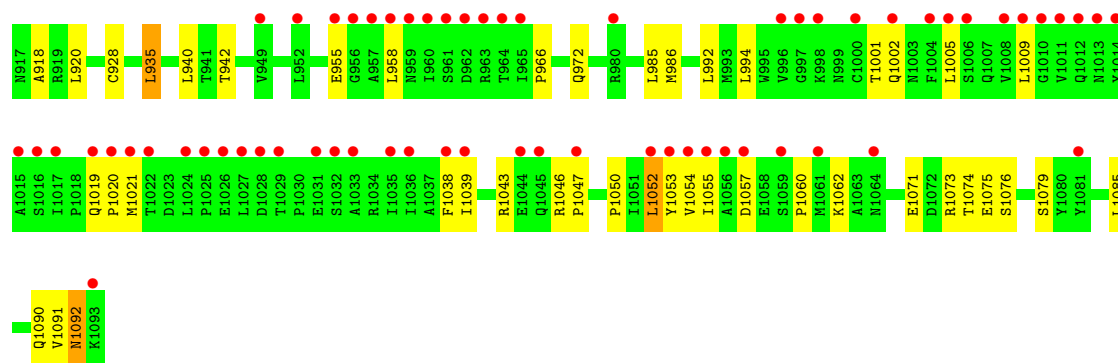 N917 A918 R919 L920 C928 L935 L940 T941 T942 V949 L952 E955 G956 A957 L958 N959 I960 S961 D962 R963 T964 I965 P966 Q972 R980 L985 N986 L992 M993 L994 W995 V996 G997 K998 N999 C1000 T1001 Q1002 N1003 F1004 L1005 S1006 Q1007 V1008 L1009 G1010 V1011 Q1012 N1013 Y1014
A1015 S1016 I1017 P1018 Q1019 P1020 M1021 T1022 D1023 L1024 P1025 E1026 L1027 D1028 T1029 P1030 E1031 S1032 A1033 R1034 I1035 I1036 A1037 F1038 I1039 R1043 E1044 Q1045 R1046 P1047 P1050 I1051 L1052 Y1053 V1054 I1055 A1056 D1057 E1058 S1059 P1060 M1061 K1062 A1063 N1064 E1071 D1072 R1073 T1074 E1075 S1076 S1079 Y1080 Y1081 L1085
Q1090 V1091 N1092 K1093